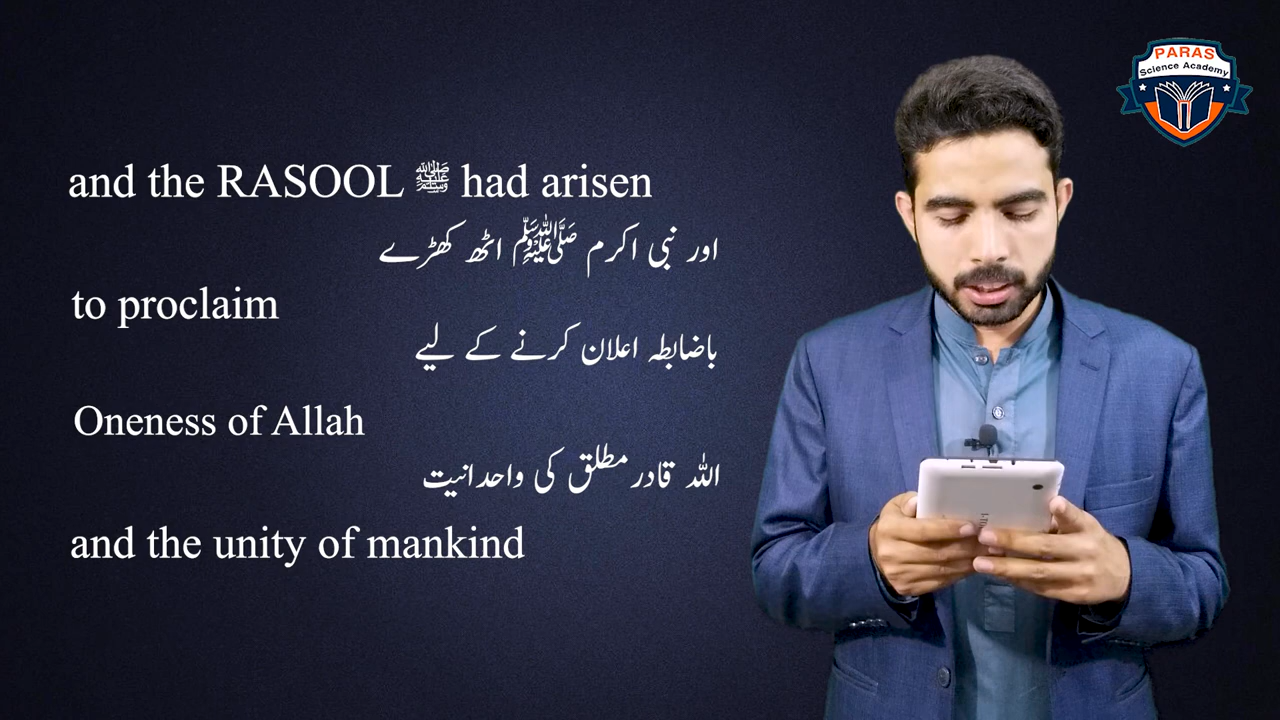 PARAS
Science Academy
and the RASOOL ﷺ had arisen
اور نبی اکرم ﷺ اٹھ کھڑے
to proclaim
باضابطہ اعلان کرنے کے لیے
Oneness of Allah
اللہ قادر مطلق کی واحدانیت
and the unity of mankind